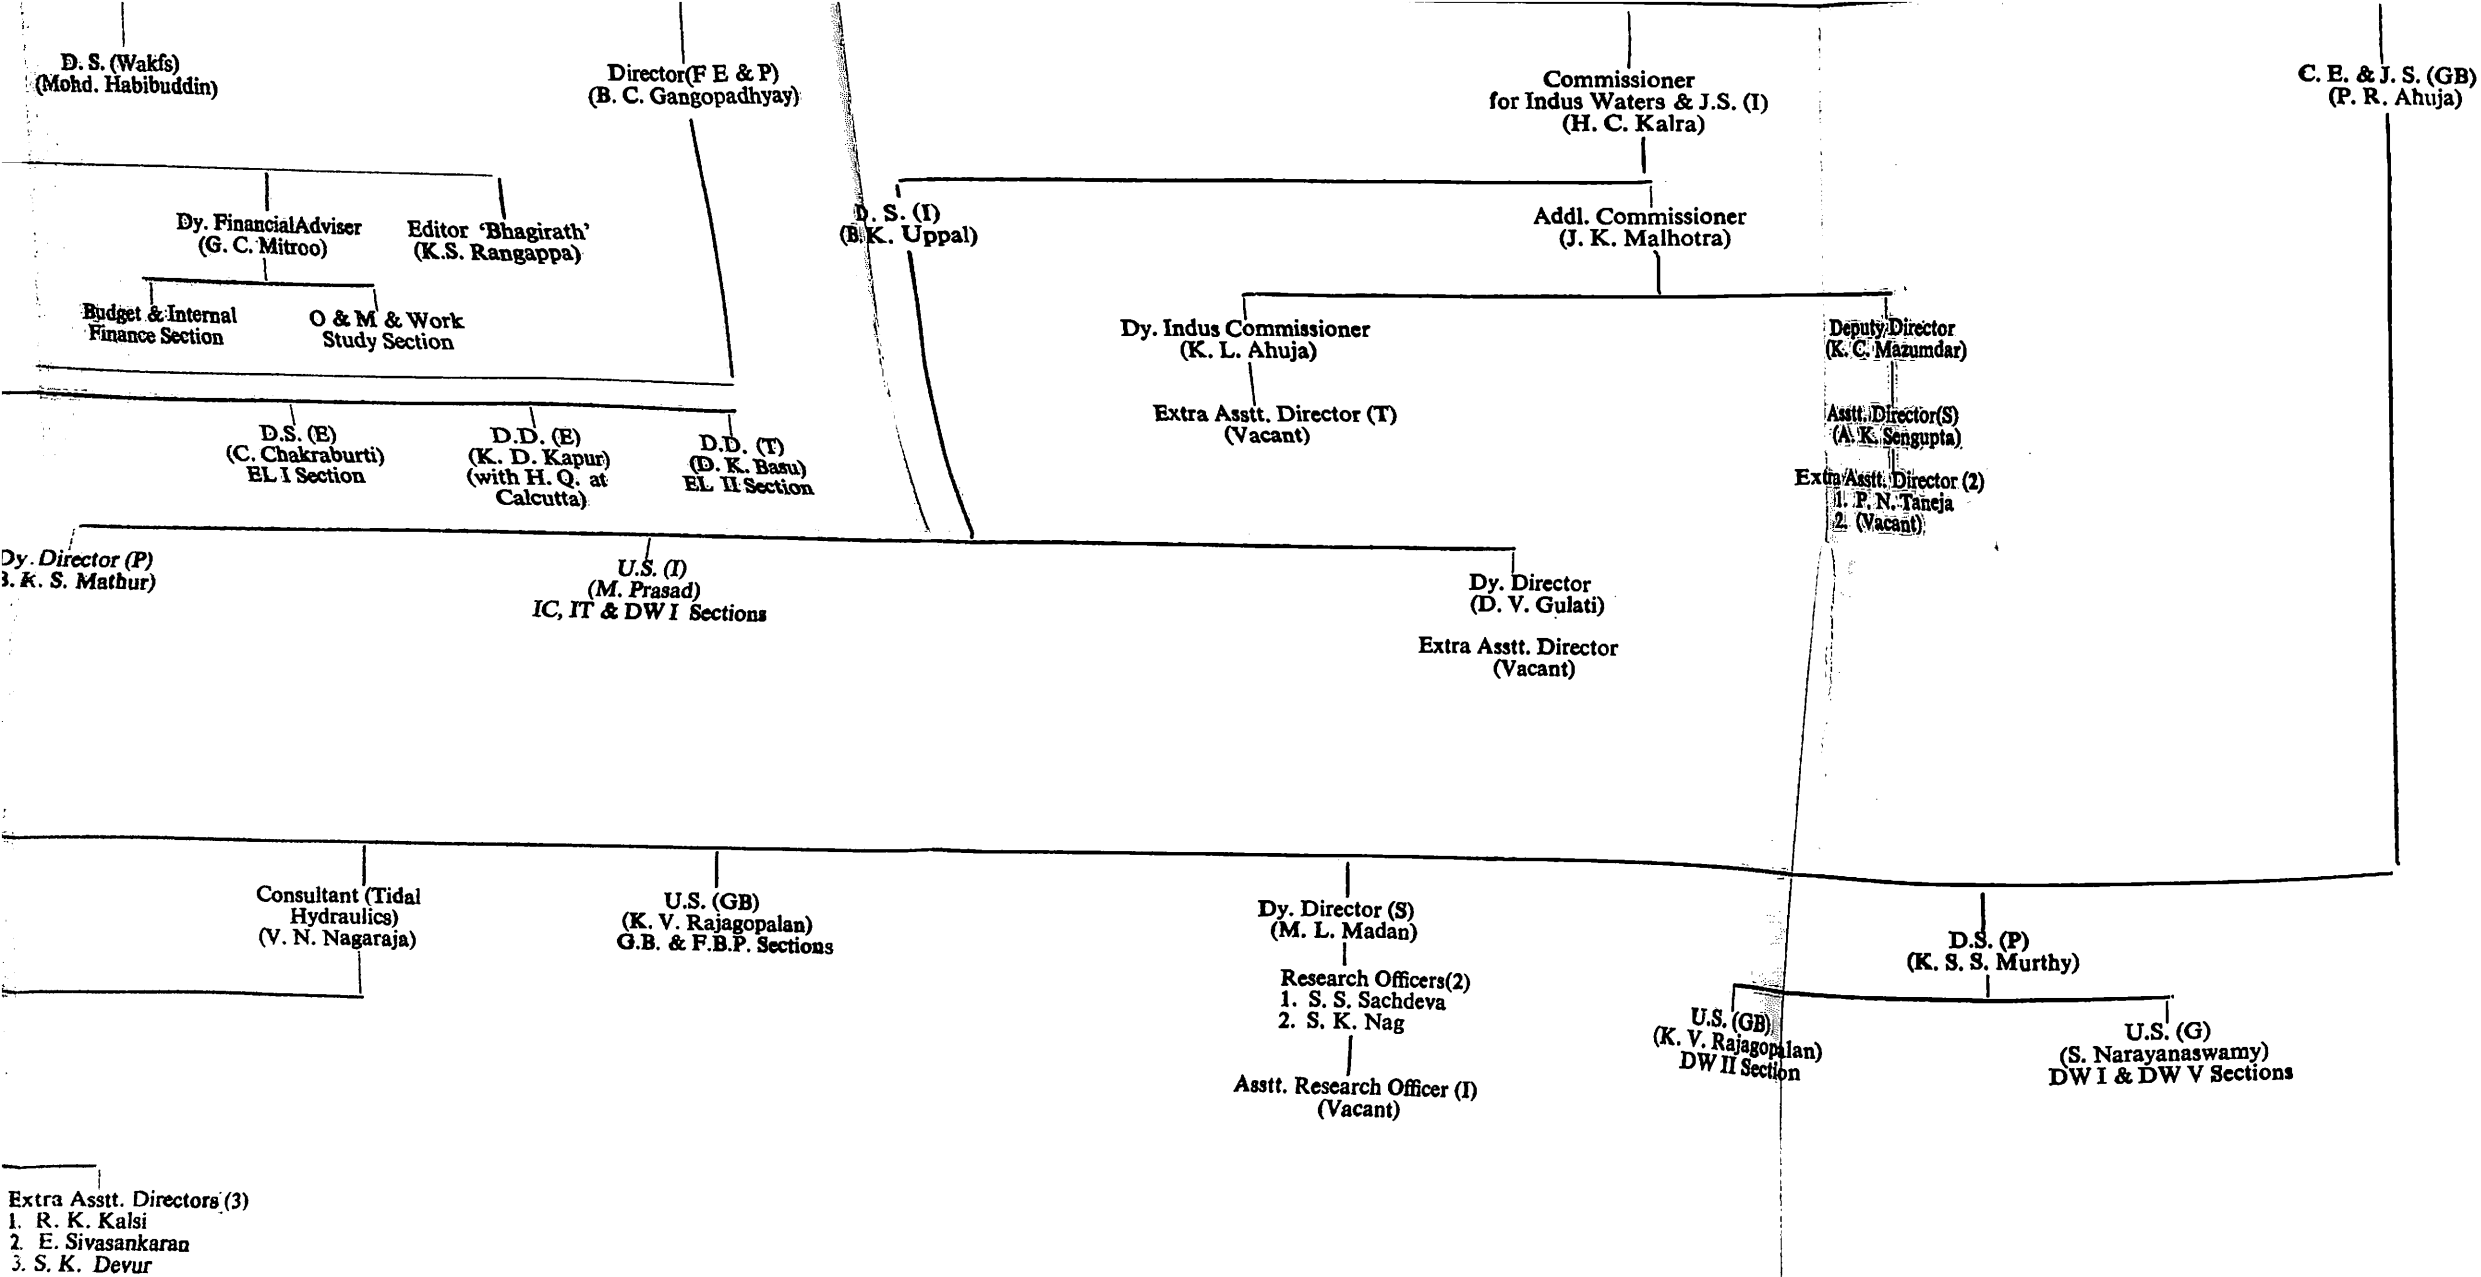 D. S. (Wakfs)
(Mohd. Habibuddin)
Director(F E & P)
(B. C. Gangopadhyay)
Commissioner
for Indus Waters & J.S. (I)
(H. C. Kalra)
C. E. & J. S. (GB)
(P. R. Ahuja)
Dy. FinancialAdviser
(G. C. Mitroo)
Editor ‘Bhagirath’
(K.S. Rangappa)
D. S. (I)
(B.K. Uppal)
Addl. Commissioner
(J. K. Malhotra)
Budget & Internal
Finance Section
O & M & Work
Study Section
Dy. Indus Commissioner
(K. L. Ahuja)
Extra Asstt. Director (T)
(Vacant)
Deputy Director
(K. C. Mazumdar)
Asstt. Director(S)
(A. K. Sengupta)
Extra Asstt. Director (2)
1. P. N. Taneja
2. (Vacant)
D.S. (E)
(C. Chakraburti)
EL I Section
D.D. (E)
(K. D. Kapur)
(with H. Q. at
Calcutta)
D.D. (T)
(D. K. Basu)
EL II Section
Dy. Director (P)
K. S. Mathur)
U.S. (I)
(M. Prasad)
IC, IT & DW I Sections
Dy. Director
(D. V. Gulati)
Extra Asstt. Director
(Vacant)
Consultant (Tidal
Hydraulics)
(V. N. Nagaraja)
U.S. (GB)
(K. V. Rajagopalan)
G.B. & F.B.P. Sections
Dy. Director (S)
(M. L. Madan)
Research Officers(2)
1. S. S. Sachdeva
2. S. K. Nag
Asstt. Research Officer (I)
(Vacant)
D.S. (P)
(K. S. S. Murthy)
U.S. (GB)
(K. V. Rajagopalan)
DW II Section
U.S. (G)
(S. Narayanaswamy)
DW I & DW V Sections
Extra Asstt. Directors (3)
1. R. K. Kalsi
2. E. Sivasankaran
3. S. K. Devur